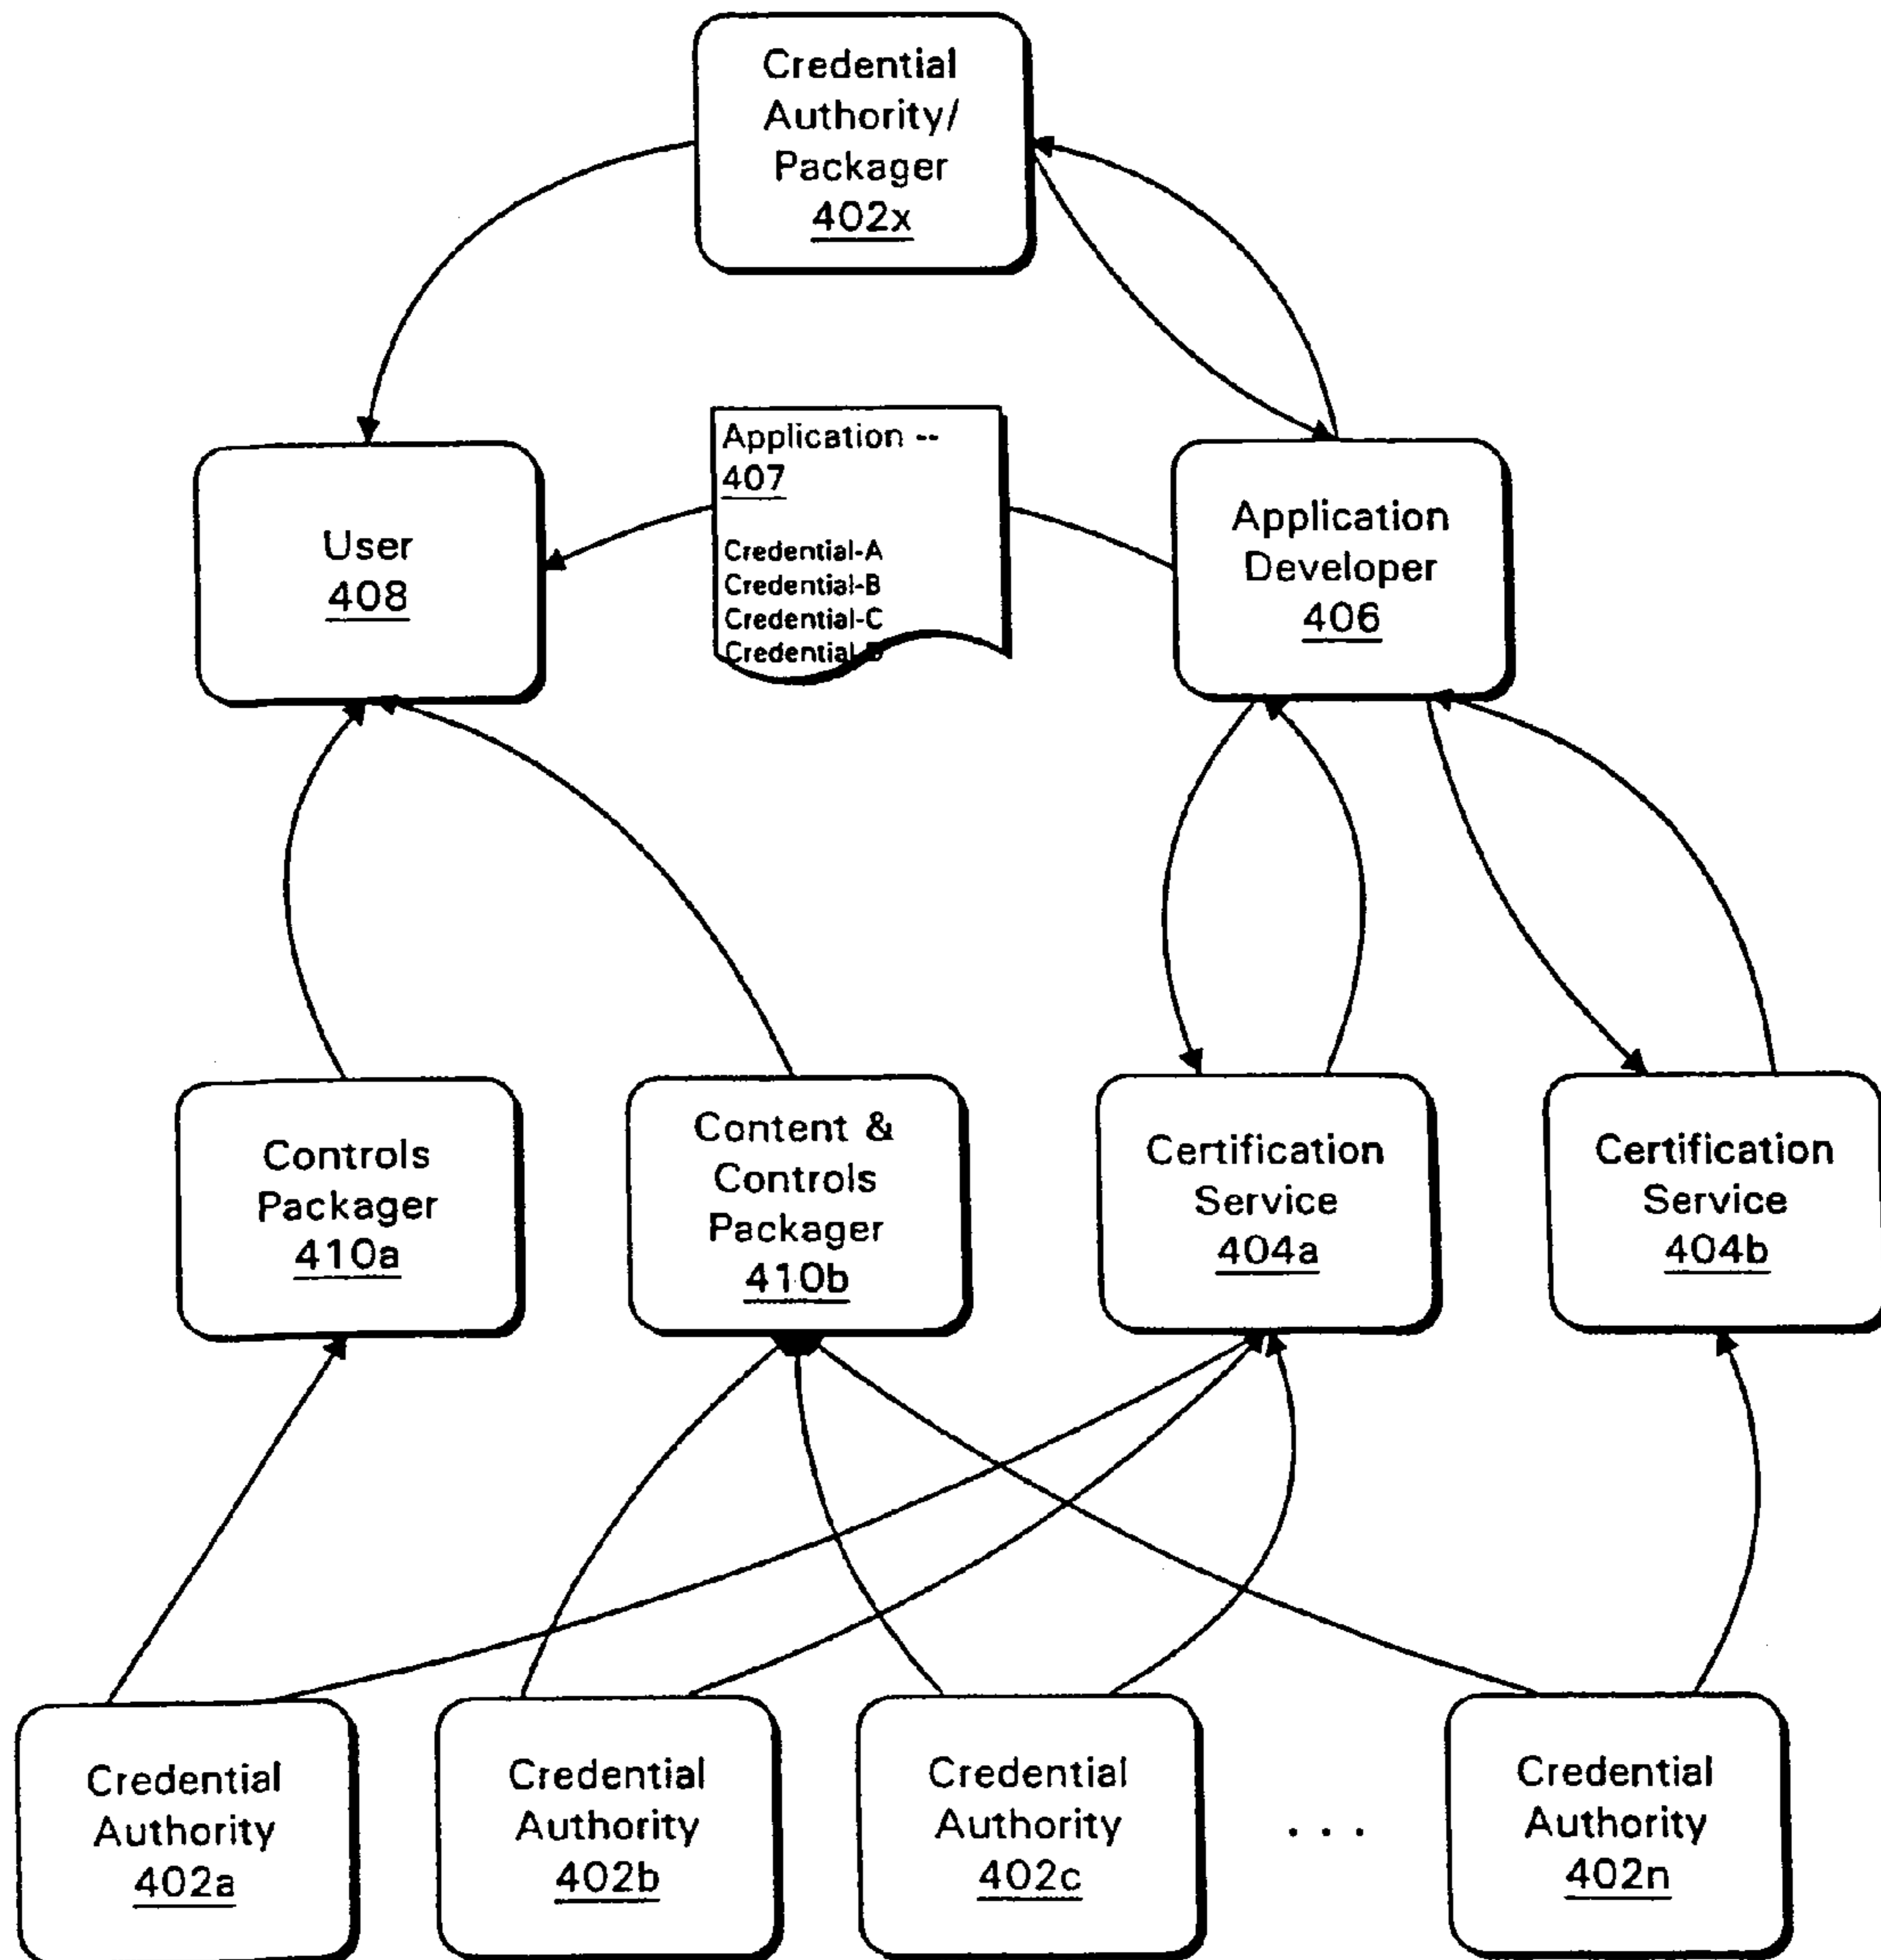 Credential
Authority/
Packager
402x
Application --
407
Credential-A
Credential-B
Credential-C
Credential-D
User
408
Application
Developer
406
Controls
Packager
410a
Content &
Controls
Packager
410b
Certification
Service
404a
Certification
Service
404b
Credential
Authority
402a
Credential
Authority
402b
Credential
Authority
402c
. . .
Credential
Authority
402n